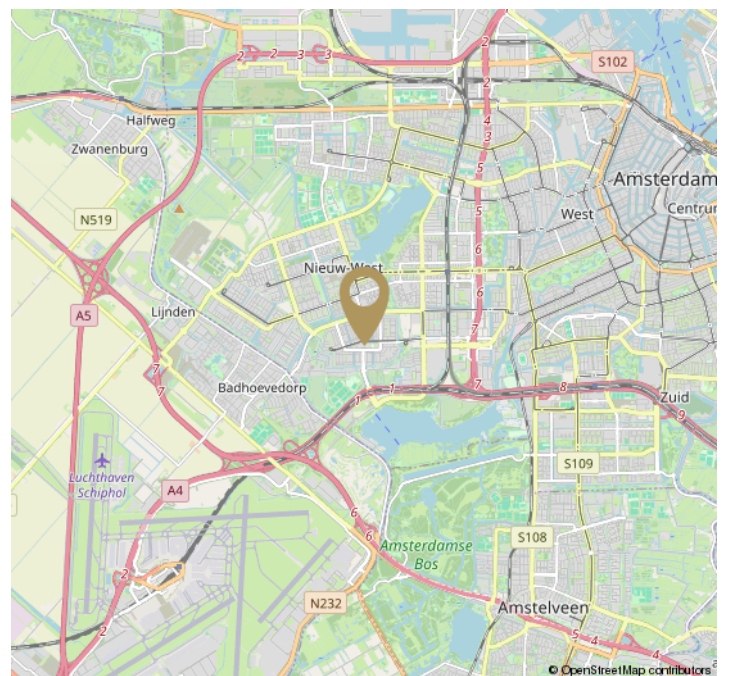 2
2
2
3
3
S102
2
4
3
Halfweg
Zwanenburg
5
Amsterdam
5
West
Centrum
N519
6
Nieuw-West
6
A5
Lijnden
7
7
7
Badhoevedorp
1
1
7
8
Zuid
9
Luchthaven
Schiphol
S109
A4
6
6
Amsterdamse
Bos
S108
2
N232
Amstelveen
2
5
4
4
© OpenStreetMap contributors